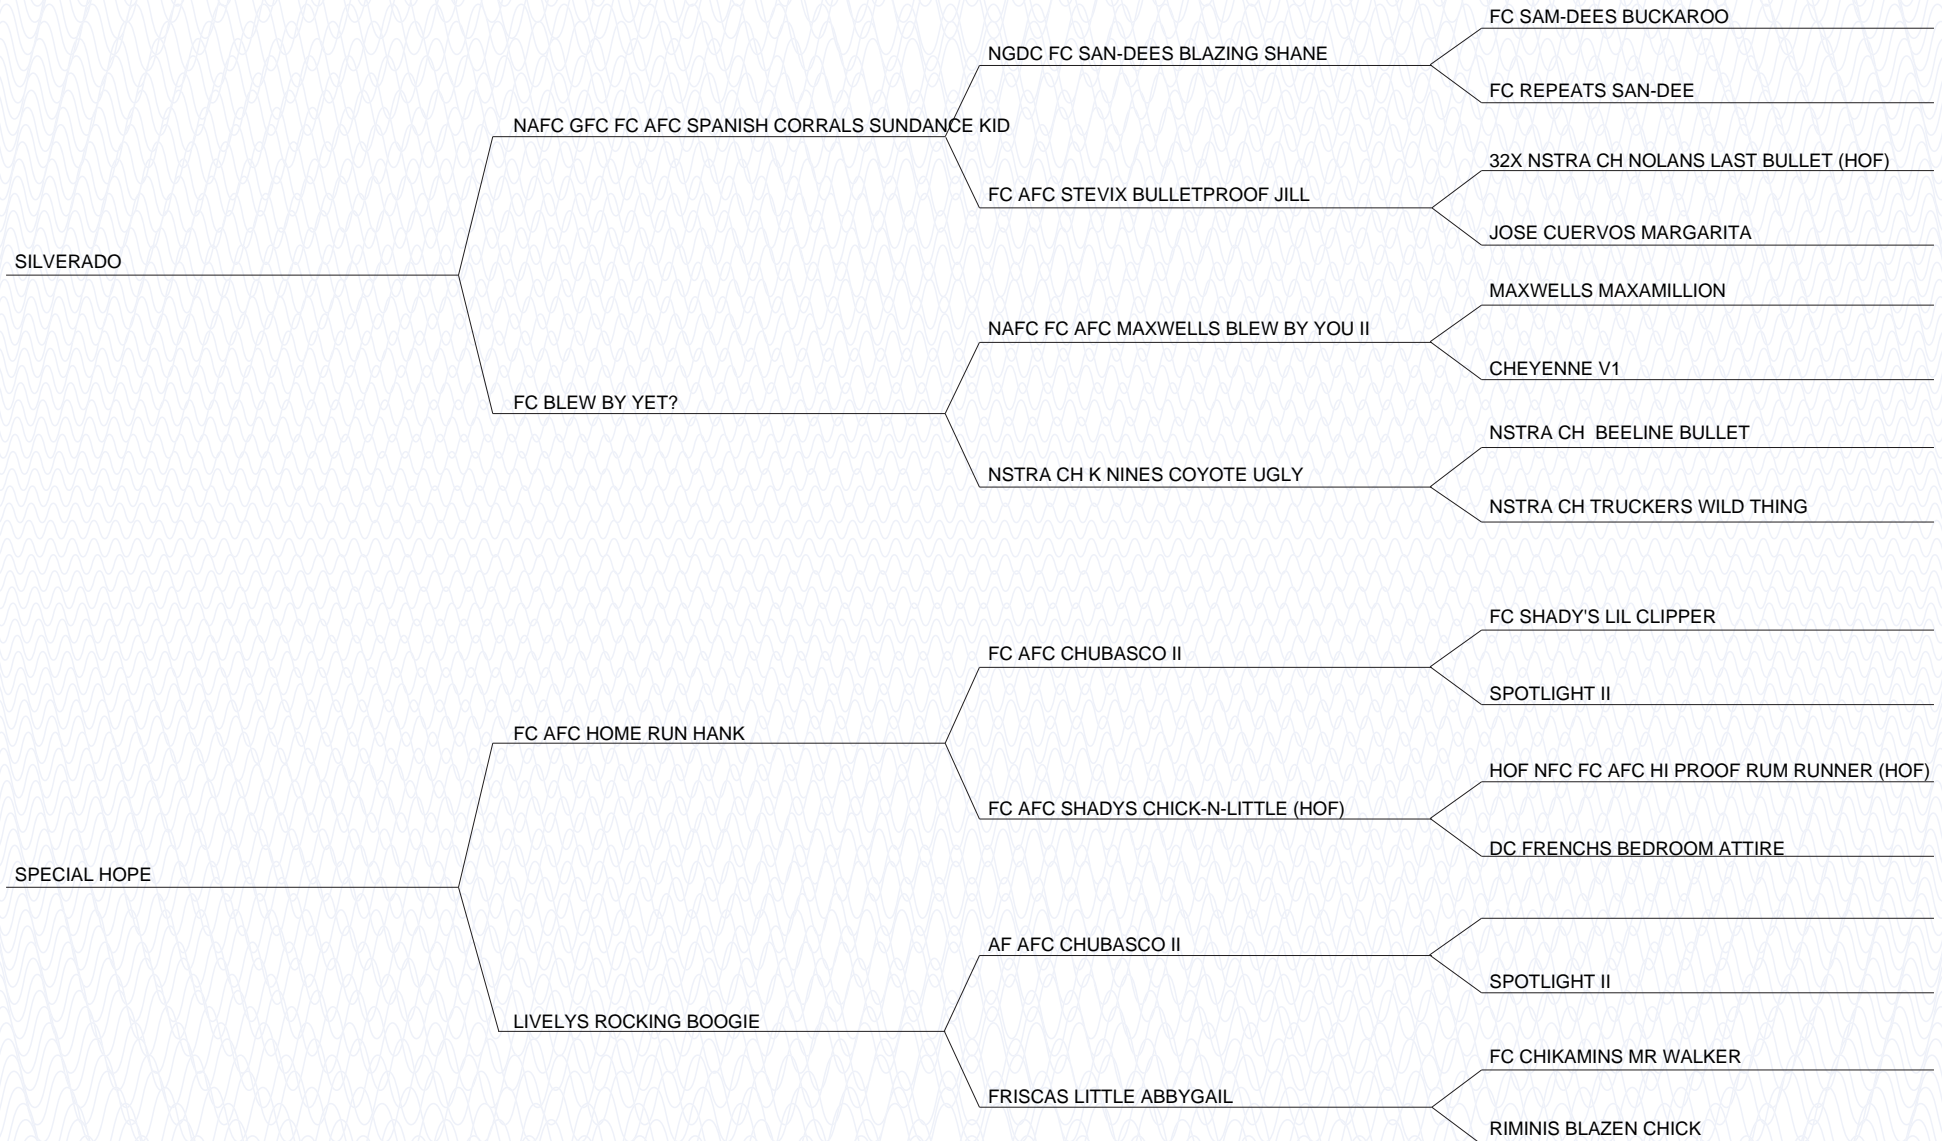 FC SAM-DEES BUCKAROO
NGDC FC SAN-DEES BLAZING SHANE
FC REPEATS SAN-DEE
NAFC GFC FC AFC SPANISH CORRALS SUNDANCE KID
32X NSTRA CH NOLANS LAST BULLET (HOF)
FC AFC STEVIX BULLETPROOF JILL
JOSE CUERVOS MARGARITA
SILVERADO
MAXWELLS MAXAMILLION
NAFC FC AFC MAXWELLS BLEW BY YOU II
CHEYENNE V1
FC BLEW BY YET?
NSTRA CH  BEELINE BULLET
NSTRA CH K NINES COYOTE UGLY
NSTRA CH TRUCKERS WILD THING
FC SHADY'S LIL CLIPPER
FC AFC CHUBASCO II
SPOTLIGHT II
FC AFC HOME RUN HANK
HOF NFC FC AFC HI PROOF RUM RUNNER (HOF)
FC AFC SHADYS CHICK-N-LITTLE (HOF)
DC FRENCHS BEDROOM ATTIRE
SPECIAL HOPE
AF AFC CHUBASCO II
SPOTLIGHT II
LIVELYS ROCKING BOOGIE
FC CHIKAMINS MR WALKER
FRISCAS LITTLE ABBYGAIL
RIMINIS BLAZEN CHICK